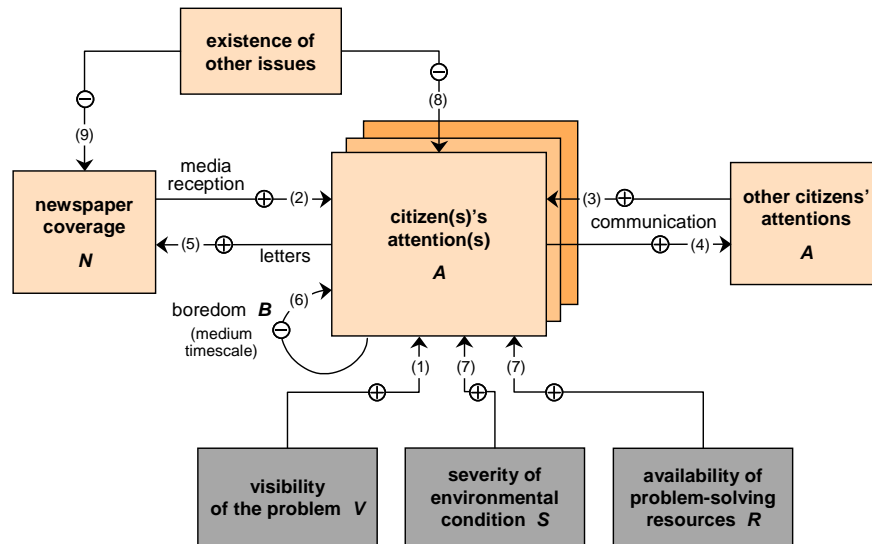 existence of
other issues
(8)
(9)
media
reception
(2)
newspaper
coverage
N
(5)
letters
citizen(s)'s
attention(s)
A
(3)
communication
(4)
other citizens'
attentions
A
boredom B
(medium
timescale)
(6)
(1)
(7)
(7)
visibility
of the problem V
severity of
environmental
condition S
availability of
problem-solving
resources R